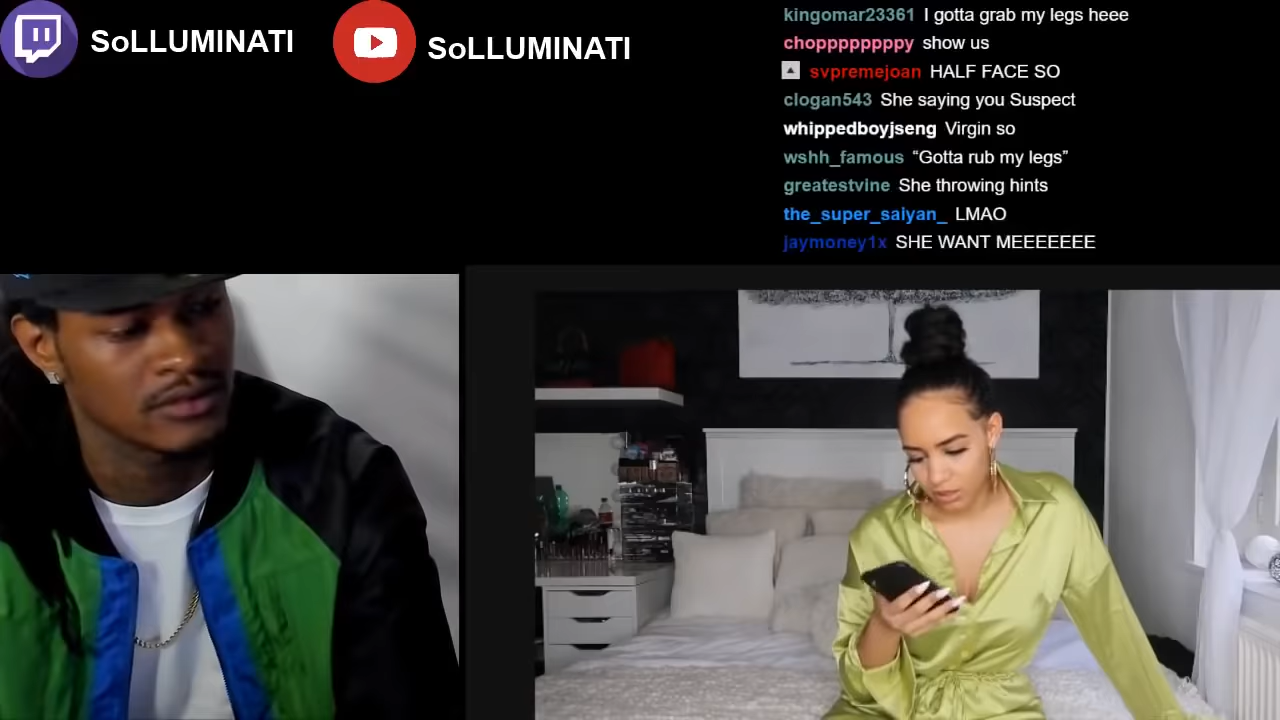 SoLLUMINATI
SoLLUMINATI
kingomar23361 I gotta grab my legs heee
choppppppppy show us
svpremejoan HALF FACE SO
clogan543 She saying you Suspect
whippedboyjseng Virgin so
wshh_famous “Gotta rub my legs”
greatestvine She throwing hints
the_super_saiyan_ LMAO
jaymoney1x SHE WANT MEEEEEEE